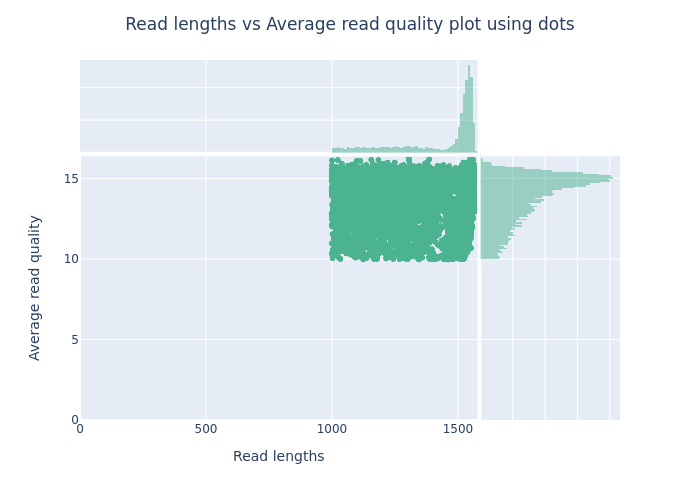 Read lengths vs Average read quality plot using dots
15
10
5
0
0 500 1000 1500
Average read quality
Read lengths